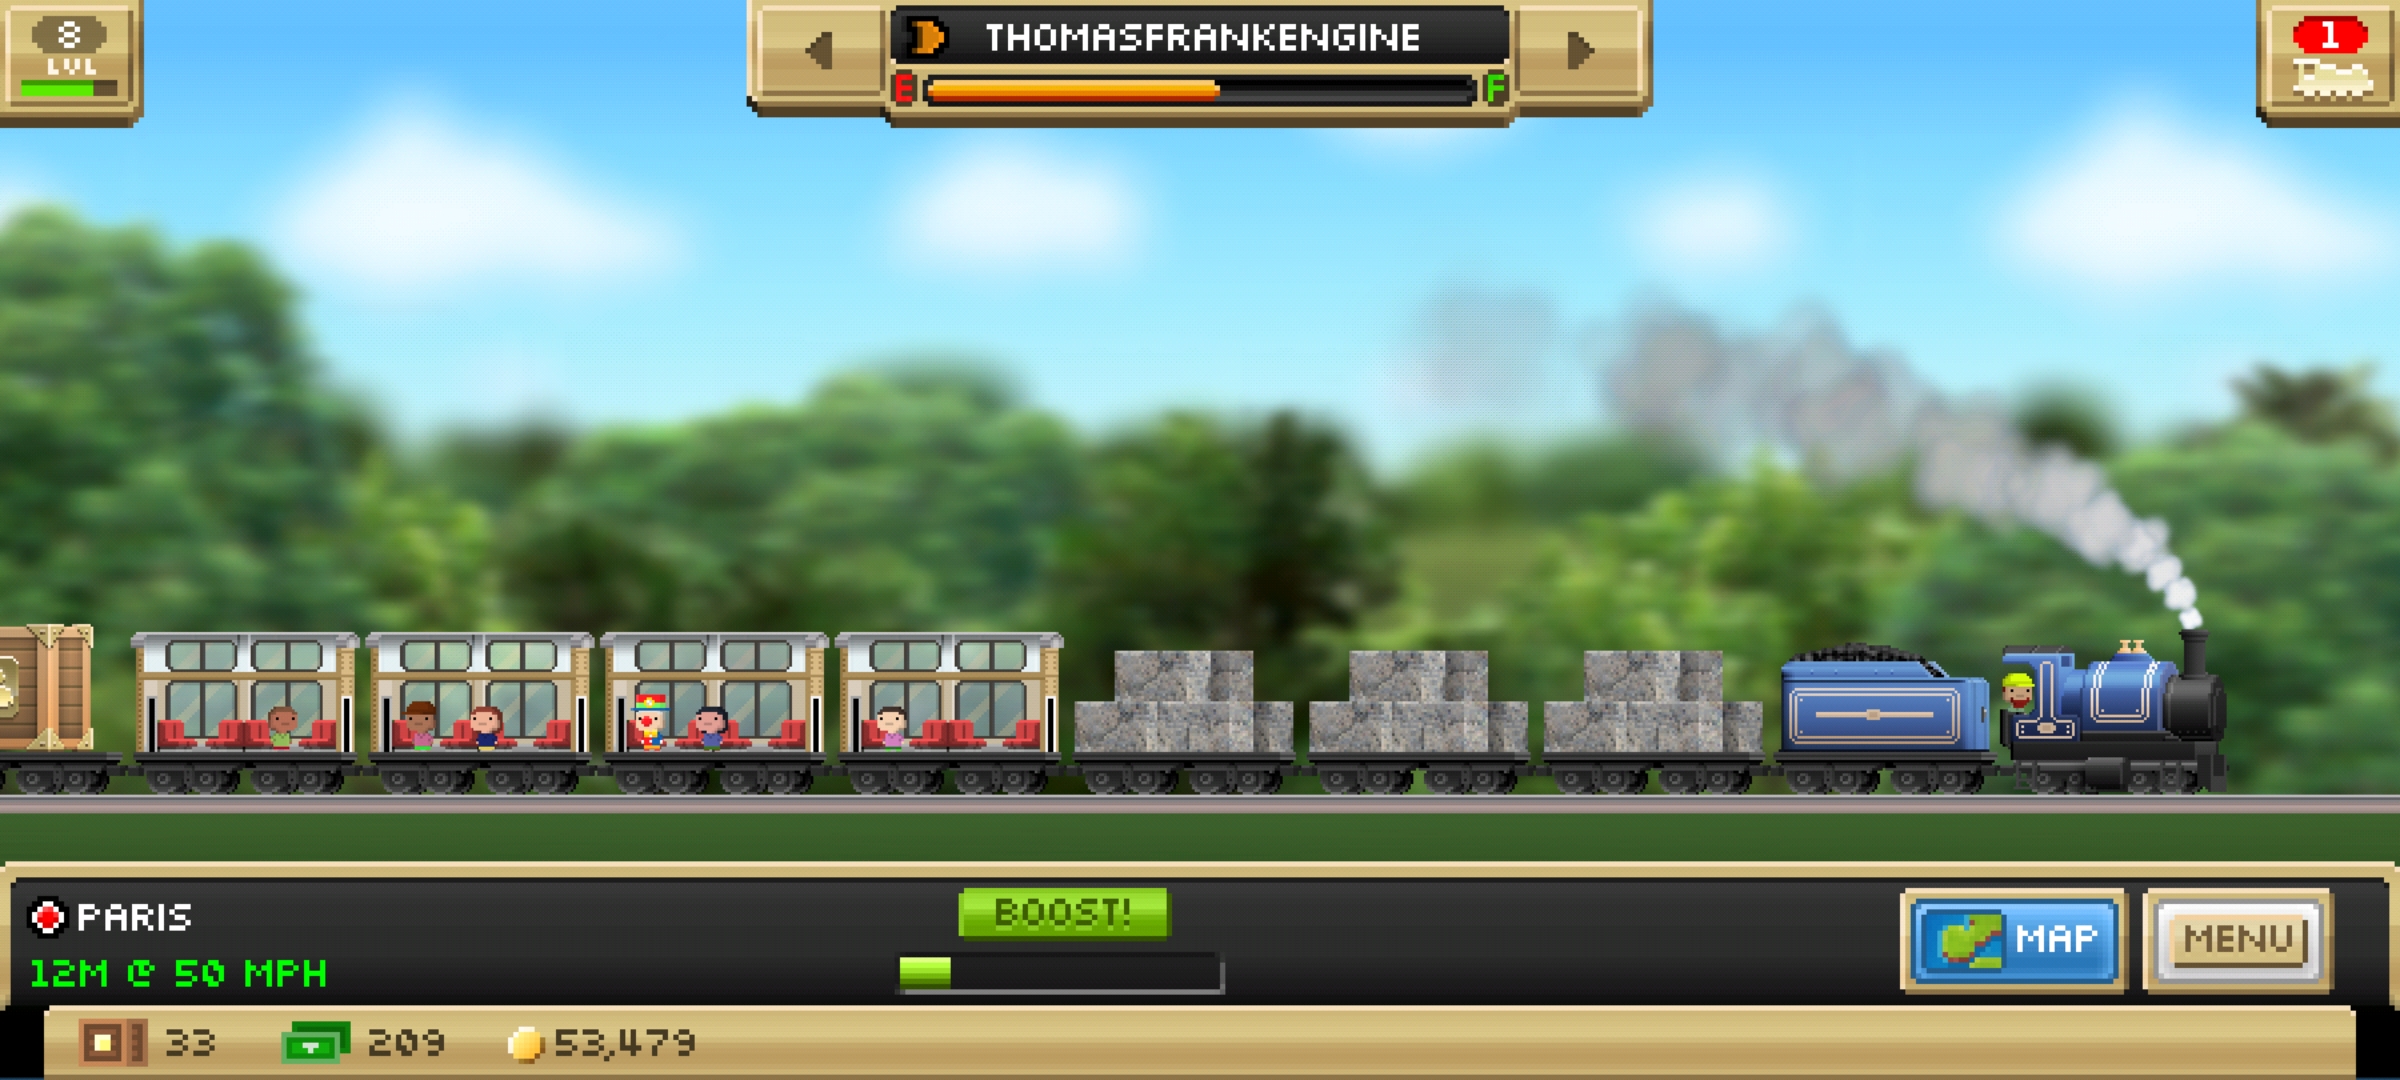 8
LVL
THOMASFRANKENGINE
E F
1
PARIS
12M @ 50 MPH
BOOST!
MAP
MENU
33 209 53,479